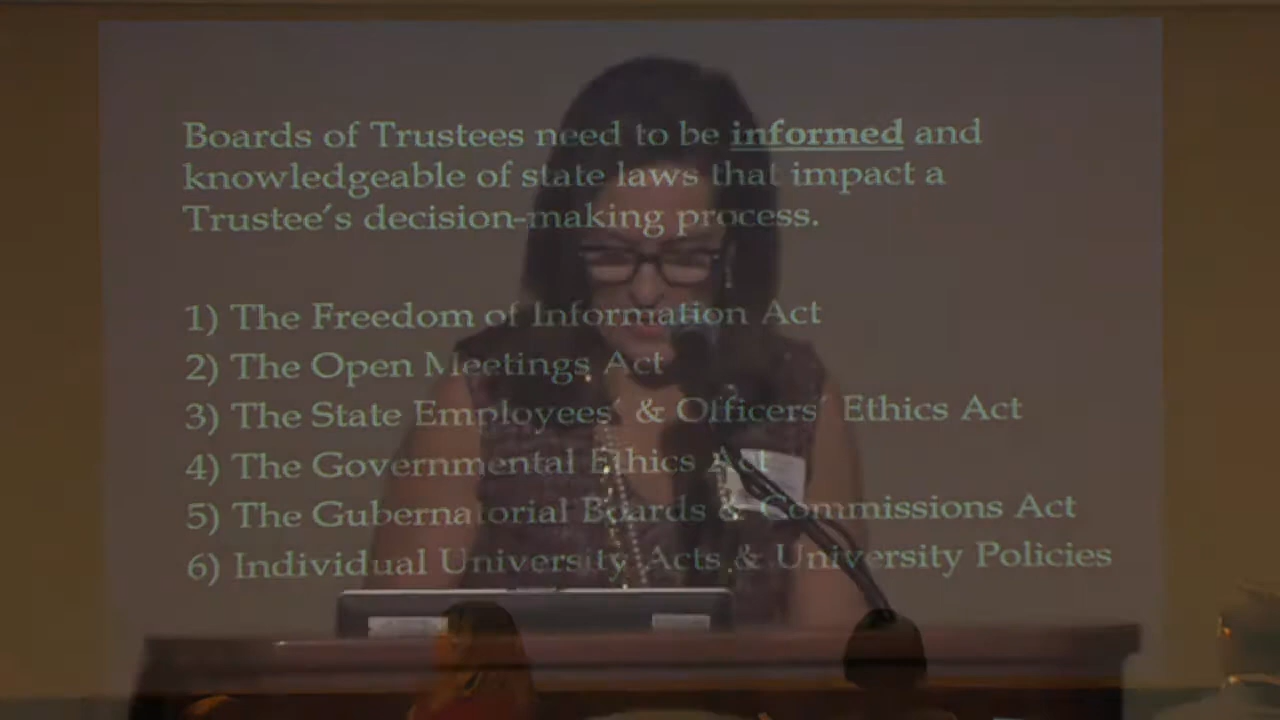 Boards of Trustees need to be informed and
knowledgeable of state laws that impact a
Trustee's decision-making process.
1) The Freedom of Information Act
2) The Open Meetings Act
3) The State Employees' & Officers' Ethics Act
4) The Governmental Ethics Act
5) The Gubernatorial Boards & Commissions Act
6) Individual University Acts & University Policies